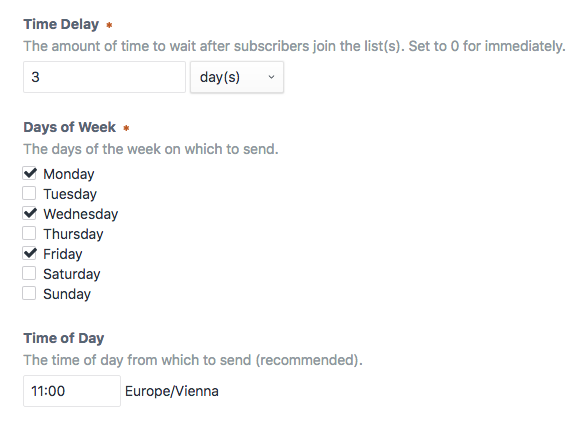 Time Delay *
The amount of time to wait after subscribers join the list(s). Set to 0 for immediately.
3 day(s)
Days of Week *
The days of the week on which to send.
Monday
Tuesday
Wednesday
Thursday
Friday
Saturday
Sunday
Time of Day
The time of day from which to send (recommended).
11:00 Europe/Vienna